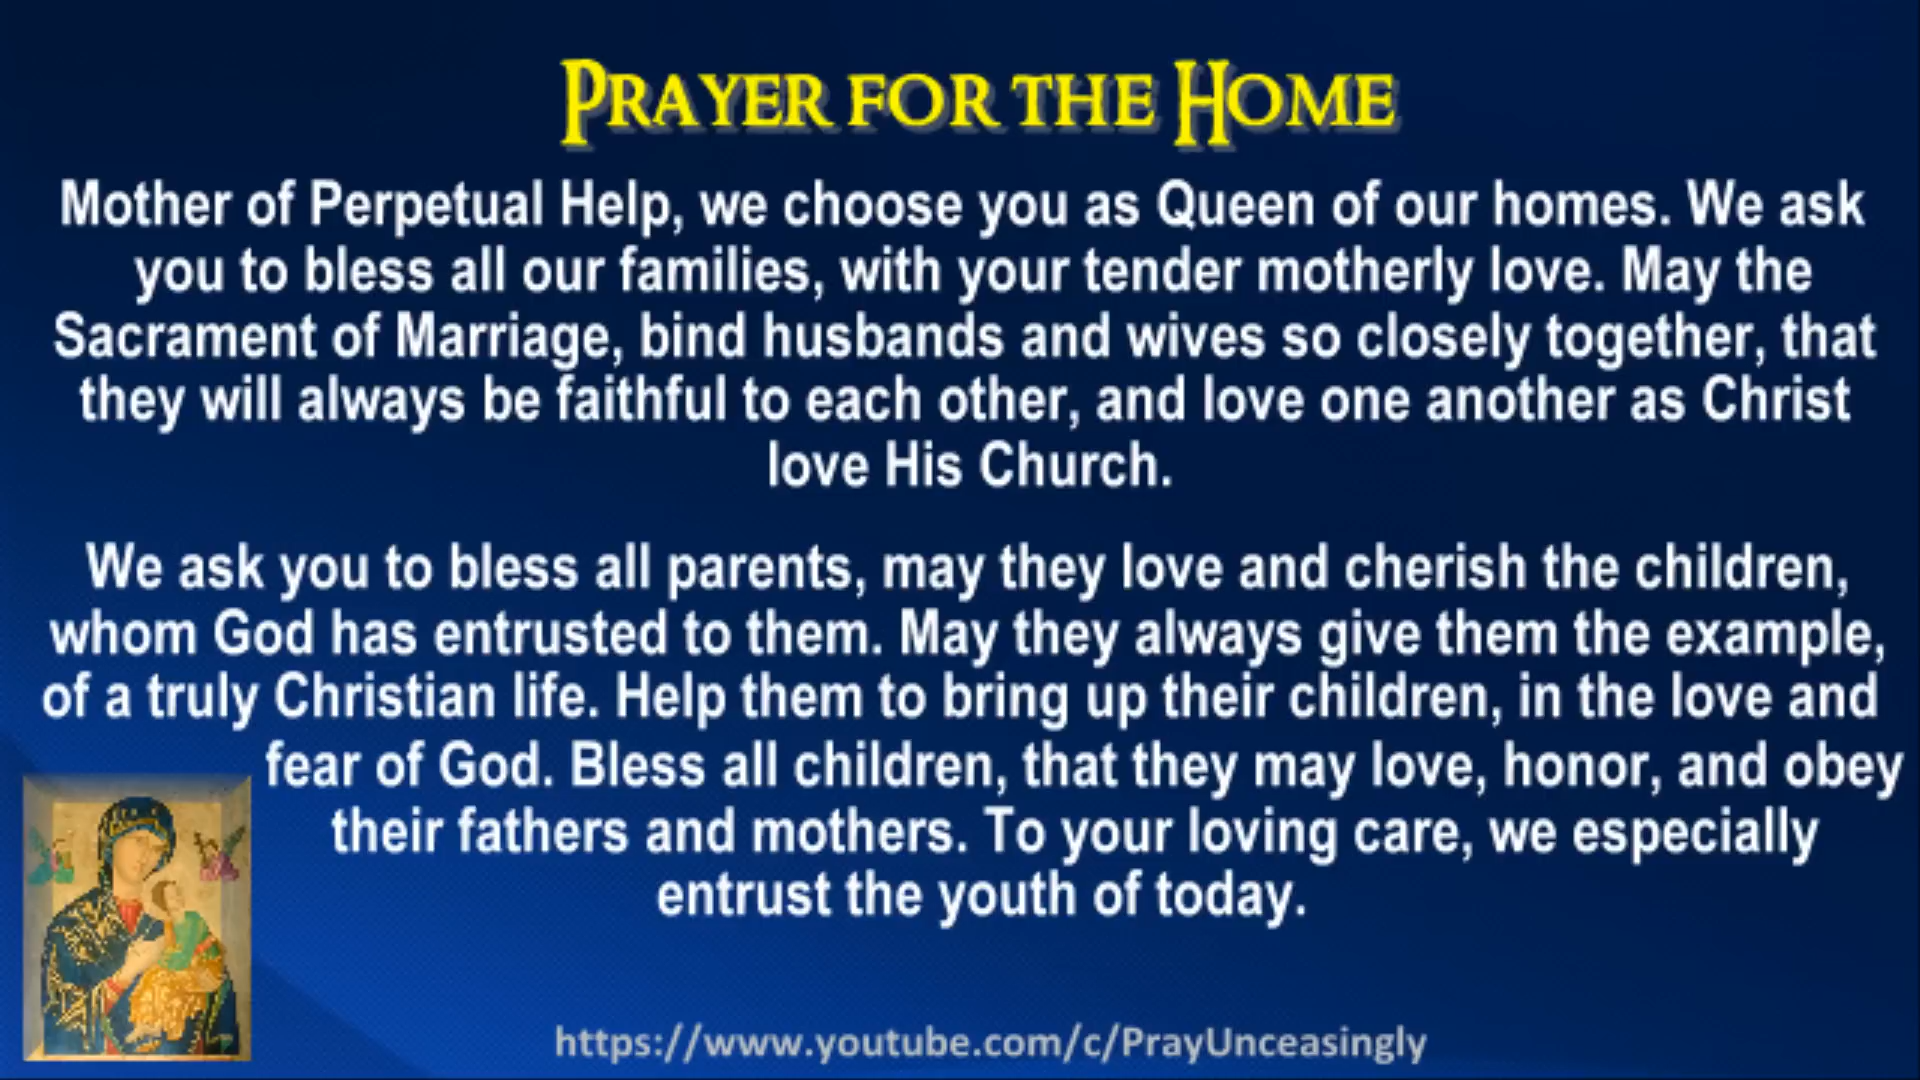 PRAYER FOR THE HOME
Mother of Perpetual Help, we choose you as Queen of our homes. We ask
you to bless all our families, with your tender motherly love. May the
Sacrament of Marriage, bind husbands and wives so closely together, that
they will always be faithful to each other, and love one another as Christ
love His Church.
We ask you to bless all parents, may they love and cherish the children,
whom God has entrusted to them. May they always give them the example,
of a truly Christian life. Help them to bring up their children, in the love and
fear of God. Bless all children, that they may love, honor, and obey
their fathers and mothers. To your loving care, we especially
entrust the youth of today.
https://www.youtube.com/c/PrayUnceasingly